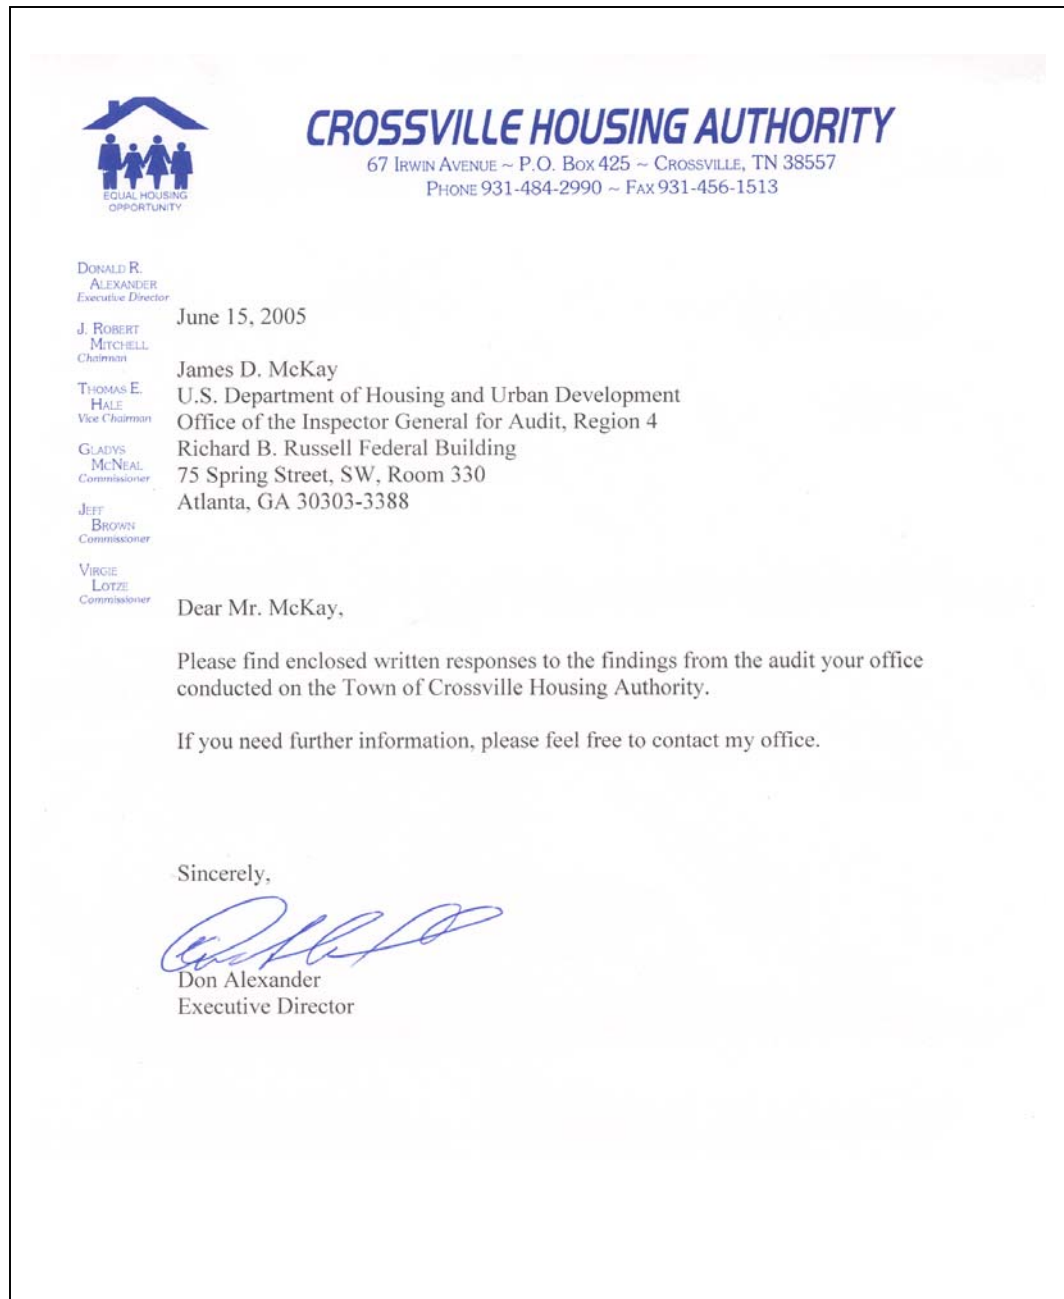 CROSSVILLE HOUSING AUTHORITY
67 IRWIN AVENUE ~ P.O. BOX 425 ~ CROSSVILLE, TN 38557
PHONE 931-484-2990 ~ FAX 931-456-1513
EQUAL HOUSING
OPPORTUNITY
DONALD R.
ALEXANDER
Executive Director
J. ROBERT
MITCHELL
Chairman
THOMAS E.
HALE
Vice Chairman
GLADYS
MCNEAL
Commissioner
JEFF
BROWN
Commissioner
VIRGIE
LOTZE
Commissioner
June 15, 2005
James D. McKay
U.S. Department of Housing and Urban Development
Office of the Inspector General for Audit, Region 4
Richard B. Russell Federal Building
75 Spring Street, SW, Room 330
Atlanta, GA 30303-3388
Dear Mr. McKay,
Please find enclosed written responses to the findings from the audit your office
conducted on the Town of Crossville Housing Authority.
If you need further information, please feel free to contact my office.
Sincerely,
Don Alexander
Executive Director